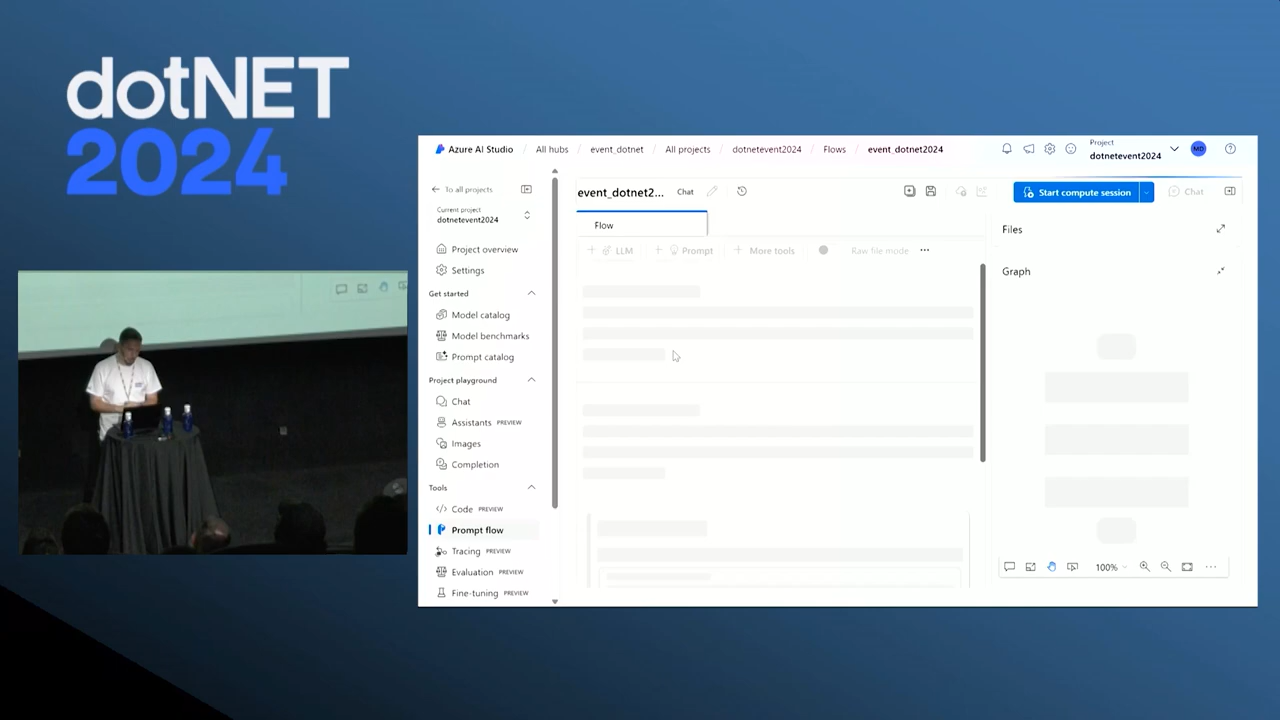 dotNET
2024
Azure AI Studio / All hubs / event_dotnet / All projects / dotnetevent2024 / Flows / event_dotnet2024
Project
dotnetevent2024
MD
To all projects
Current project
dotnetevent2024
Project overview
Settings
Get started
Model catalog
Model benchmarks
Prompt catalog
Project playground
Chat
Assistants PREVIEW
Images
Completion
Tools
Code PREVIEW
Prompt flow
Tracing PREVIEW
Evaluation PREVIEW
Fine-tuning PREVIEW
event_dotnet2... Chat
Start compute session
Chat
Flow
+ LLM + Prompt + More tools Raw file mode ...
Files
Graph
100%